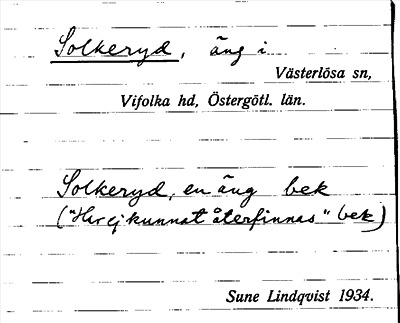 Solkeryd, äng i
Västerlösa sn,
Vifolka hd, Östergötl. län.
Solkeryd, en äng bek
("Har ej kunnat återfinnas" bek)
Sune Lindqvist 1934.